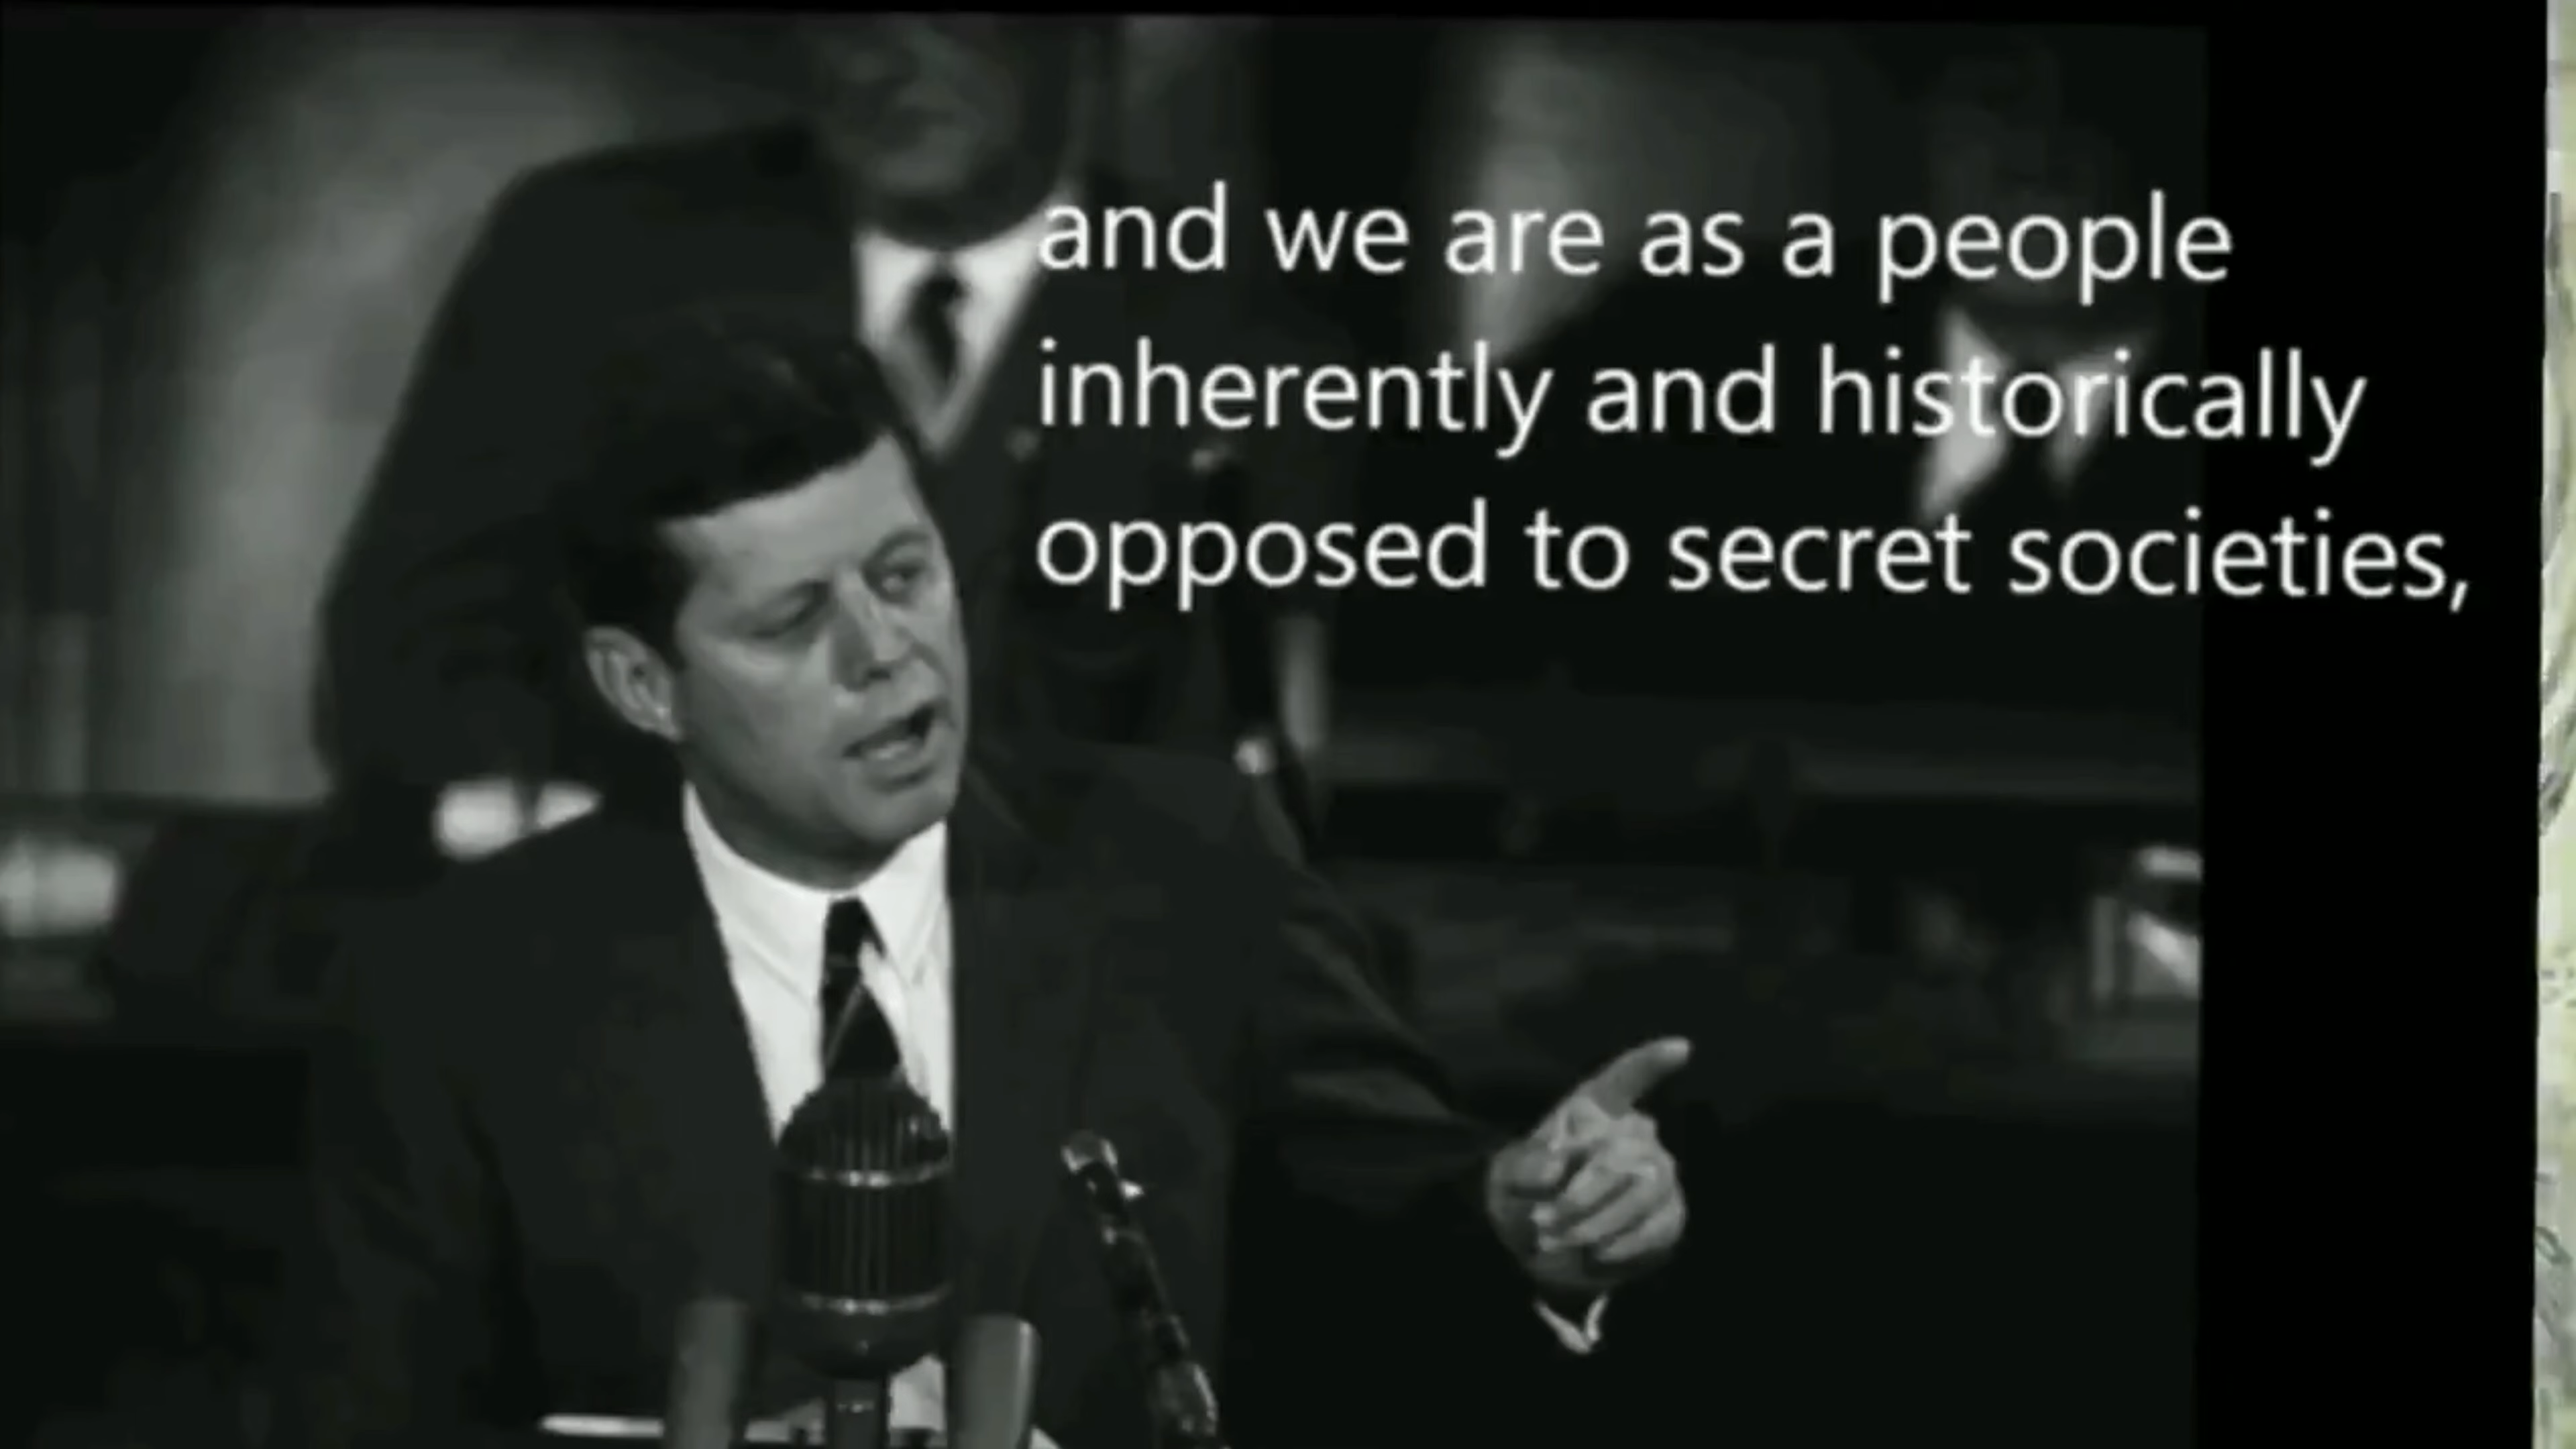 and we are as a people
inherently and historically
opposed to secret societies,